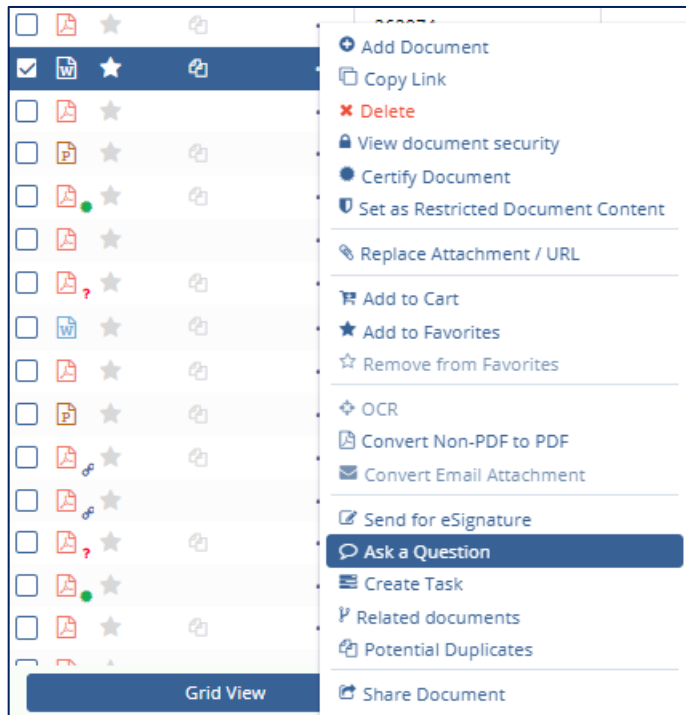 Add Document
Copy Link
Delete
View document security
Certify Document
Set as Restricted Document Content
Replace Attachment / URL
Add to Cart
Add to Favorites
Remove from Favorites
OCR
Convert Non-PDF to PDF
Convert Email Attachment
Send for eSignature
Ask a Question
Create Task
Related documents
Potential Duplicates
Grid View
Share Document